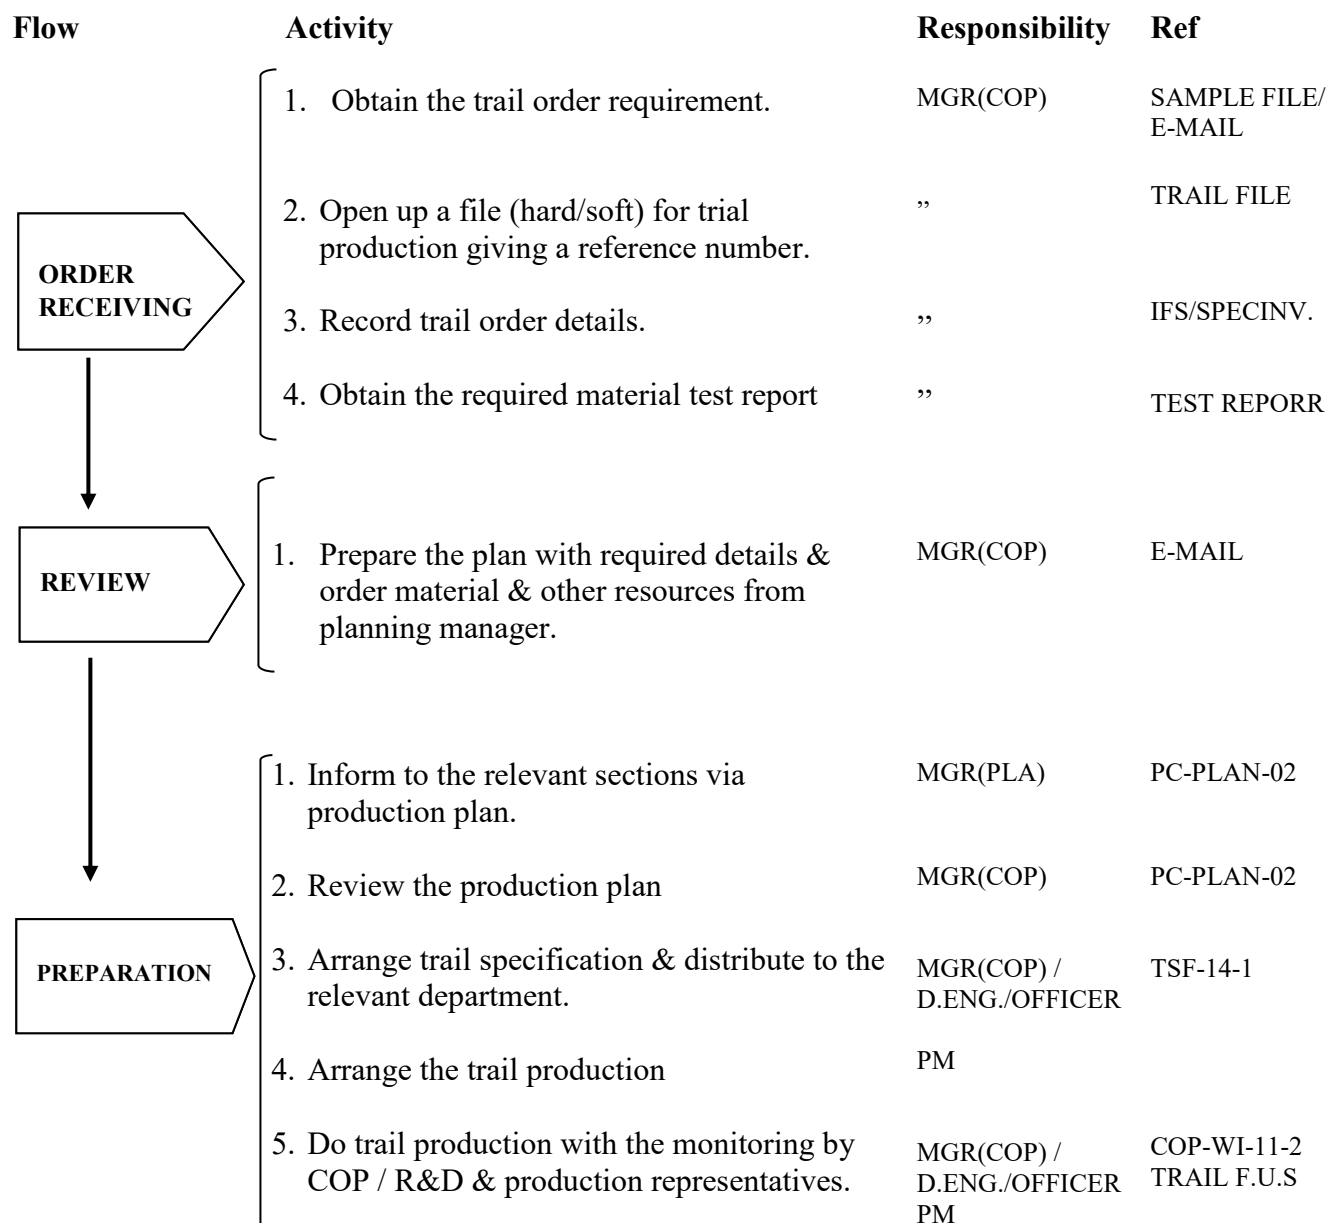 Flow Activity Responsibility Ref
1. Obtain the trail order requirement. MGR(COP) SAMPLE FILE/
E-MAIL
2. Open up a file (hard/soft) for trial ” TRAIL FILE
production giving a reference number.
ORDER
RECEIVING
3. Record trail order details. ” IFS/SPECINV.
4. Obtain the required material test report ” TEST REPORR
REVIEW
1. Prepare the plan with required details & MGR(COP) E-MAIL
order material & other resources from
planning manager.
1. Inform to the relevant sections via MGR(PLA) PC-PLAN-02
production plan.
2. Review the production plan MGR(COP) PC-PLAN-02
PREPARATION
3. Arrange trail specification & distribute to the MGR(COP) / TSF-14-1
relevant department. D.ENG./OFFICER
4. Arrange the trail production PM
5. Do trail production with the monitoring by MGR(COP) / COP-WI-11-2
COP / R&D & production representatives. D.ENG./OFFICER TRAIL F.U.S
PM